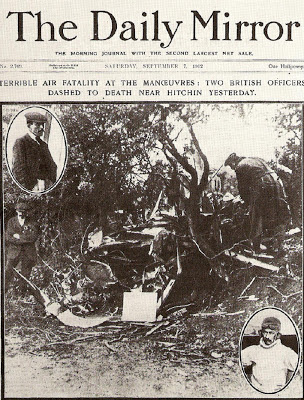 The Daily Mirror
THE MORNING JOURNAL WITH THE SECOND LARGEST NET SALE.
No. SATURDAY, SEPTEMBER 7, 1912 One Halfpenny.
TERRIBLE AIR FATALITY AT THE MANŒUVRES: TWO BRITISH OFFICERS
DASHED TO DEATH NEAR HITCHIN YESTERDAY.